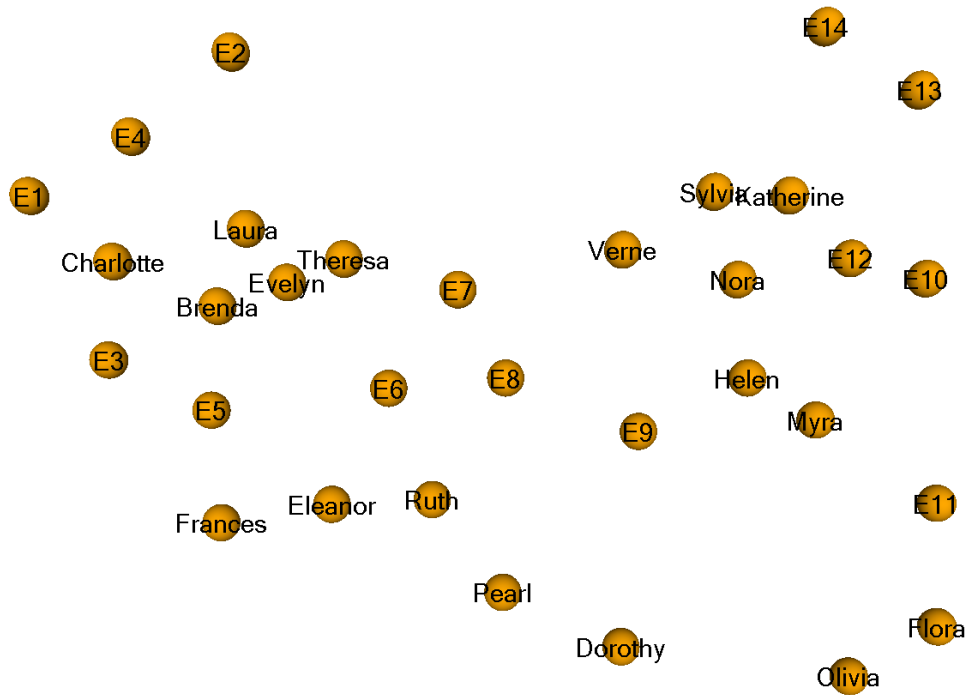 E14
E2
E13
E4
E1
Sylvia
Katherine
Laura
Verne
Charlotte
Theresa
E12
Evelyn
Nora
E10
E7
Brenda
E3
E8
Helen
E6
E5
Myra
E9
Ruth
E11
Eleanor
Frances
Pearl
Flora
Dorothy
Olivia